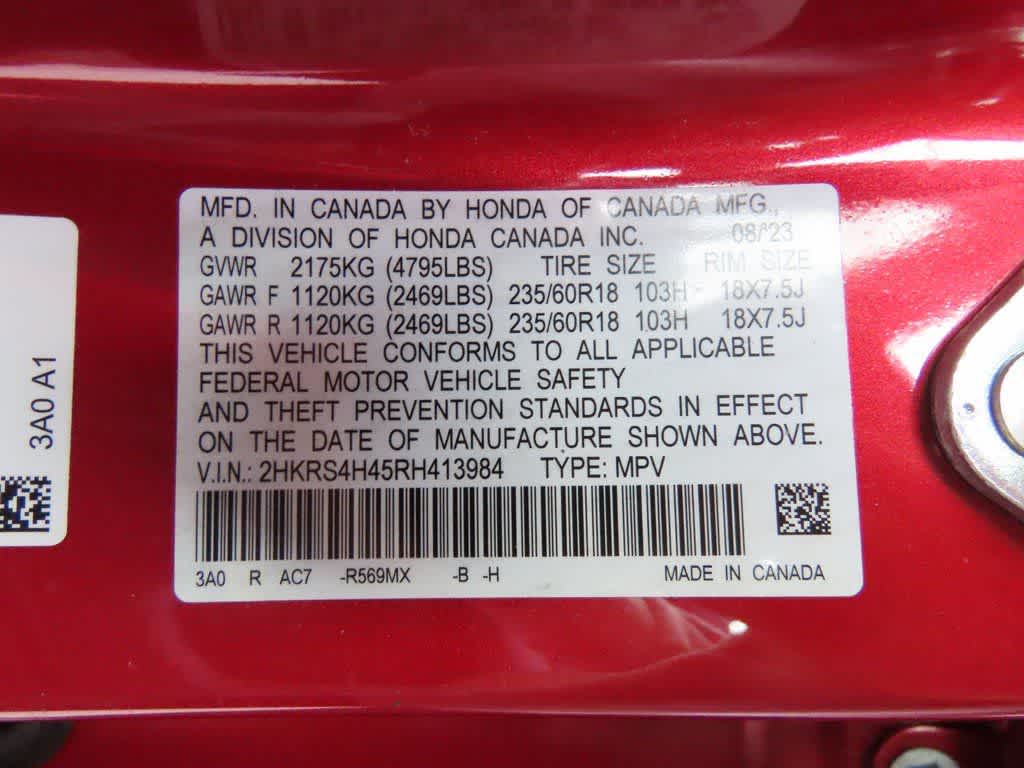 MFD. IN CANADA BY HONDA OF CANADA MFG.,
A DIVISION OF HONDA CANADA INC. 08/23
GVWR 2175KG (4795LBS) TIRE SIZE RIM SIZE
GAWR F 1120KG (2469LBS) 235/60R18 103H - 18X7.5J
GAWR R 1120KG (2469LBS) 235/60R18 103H 18X7.5J
THIS VEHICLE CONFORMS TO ALL APPLICABLE
FEDERAL MOTOR VEHICLE SAFETY
AND THEFT PREVENTION STANDARDS IN EFFECT
ON THE DATE OF MANUFACTURE SHOWN ABOVE.
V.I.N.: 2HKRS4H45RH413984 TYPE: MPV
3A0 R AC7 -R569MX -B -H MADE IN CANADA
3A0 A1